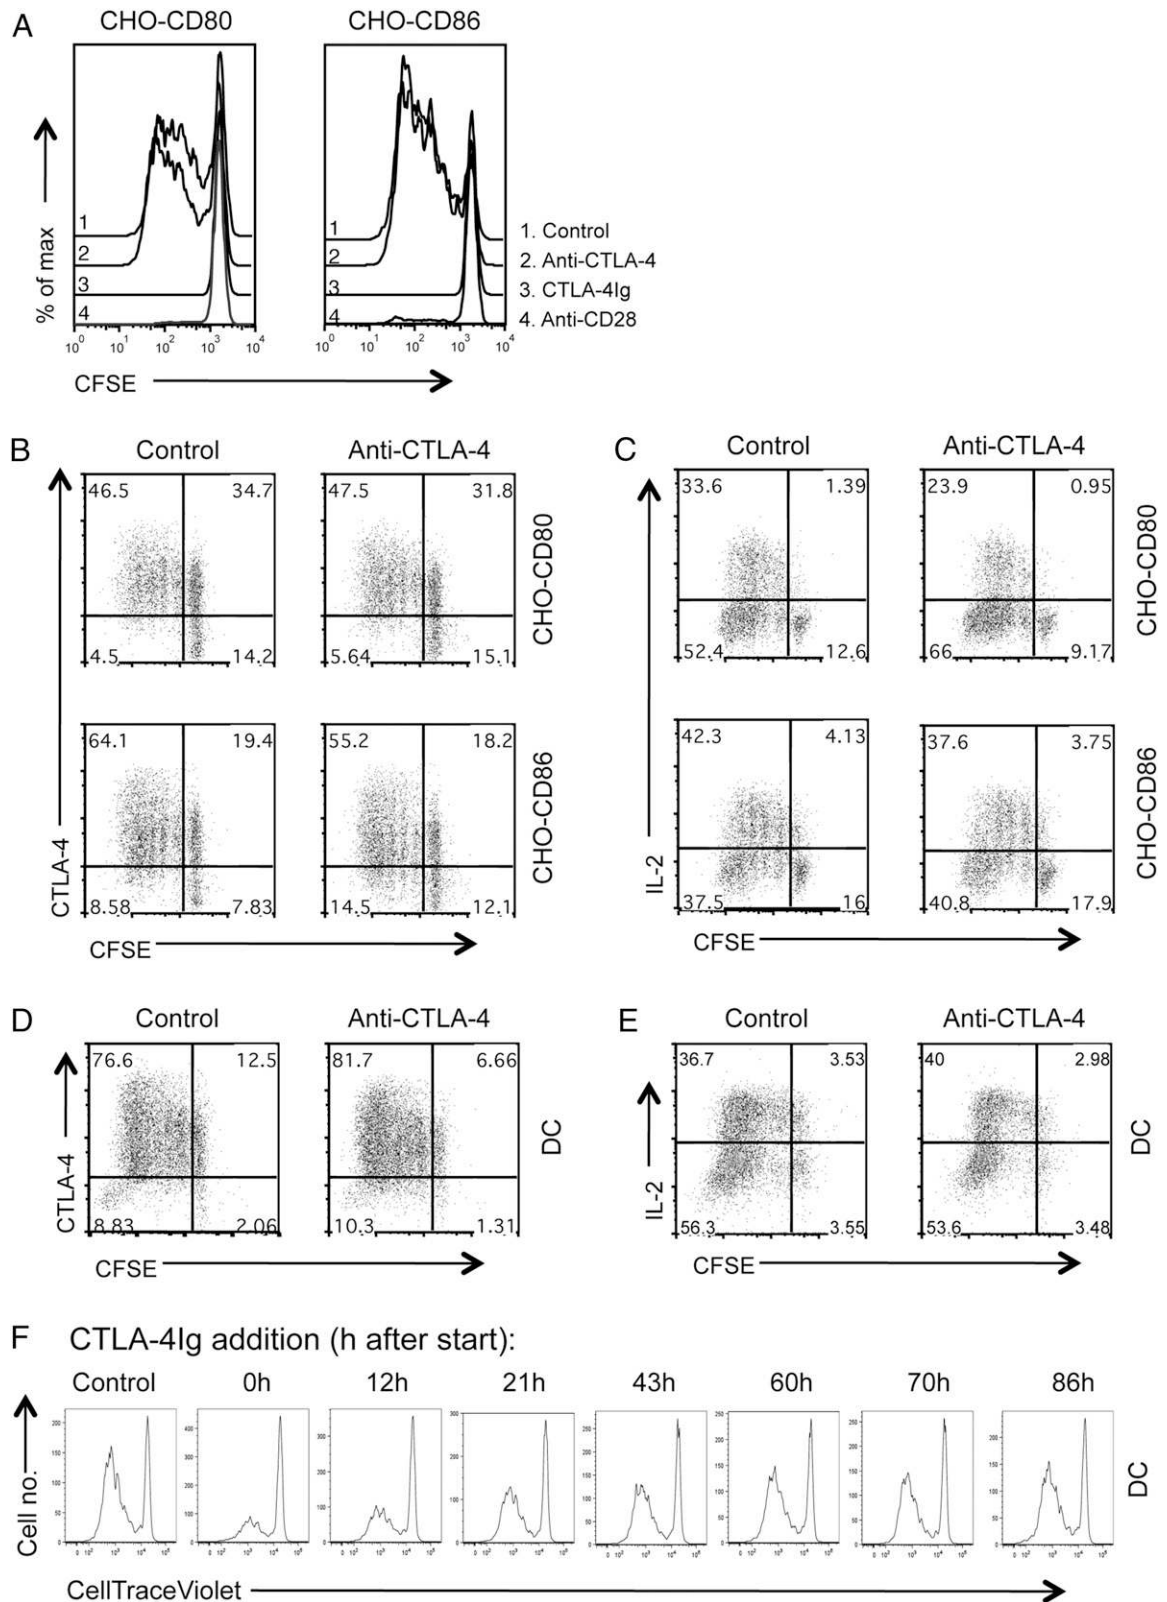 A
CHO-CD80 CHO-CD86
% of max
1 1
2 2
3 3
4 4
1. Control
2. Anti-CTLA-4
3. CTLA-4Ig
4. Anti-CD28
10^0 10^1 10^2 10^3 10^4 10^0 10^1 10^2 10^3 10^4
CFSE
B Control Anti-CTLA-4
46.5 34.7 47.5 31.8
4.5 14.2 5.64 15.1
CHO-CD80
64.1 19.4 55.2 18.2
8.58 7.83 14.5 12.1
CHO-CD86
CTLA-4
CFSE
C Control Anti-CTLA-4
33.6 1.39 23.9 0.95
52.4 12.6 66 9.17
CHO-CD80
42.3 4.13 37.6 3.75
37.5 16 40.8 17.9
CHO-CD86
IL-2
CFSE
D Control Anti-CTLA-4
76.6 12.5 81.7 6.66
8.83 2.06 10.3 1.31
DC
CTLA-4
CFSE
E Control Anti-CTLA-4
36.7 3.53 40 2.98
56.3 3.55 53.6 3.48
DC
IL-2
CFSE
F CTLA-4Ig addition (h after start):
Control 0h 12h 21h 43h 60h 70h 86h
Cell no.
DC
CellTraceViolet